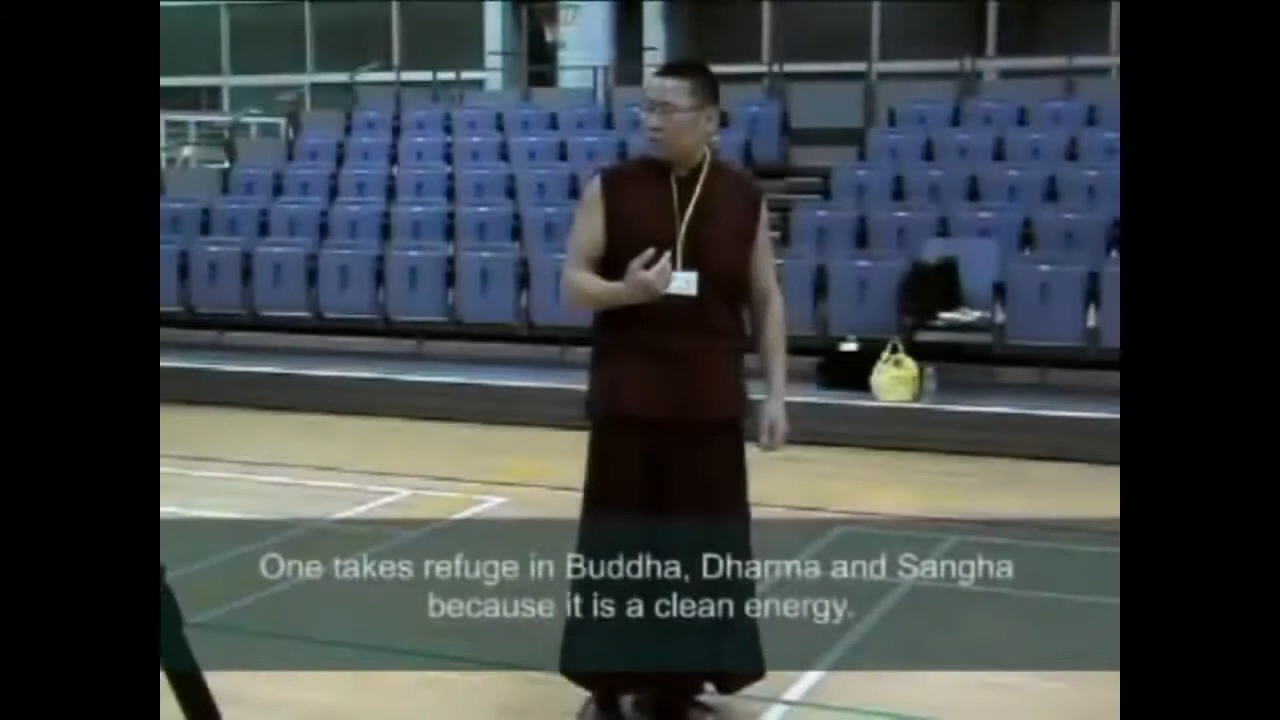 One takes refuge in Buddha, Dharma and Sangha
because it is a clean energy.